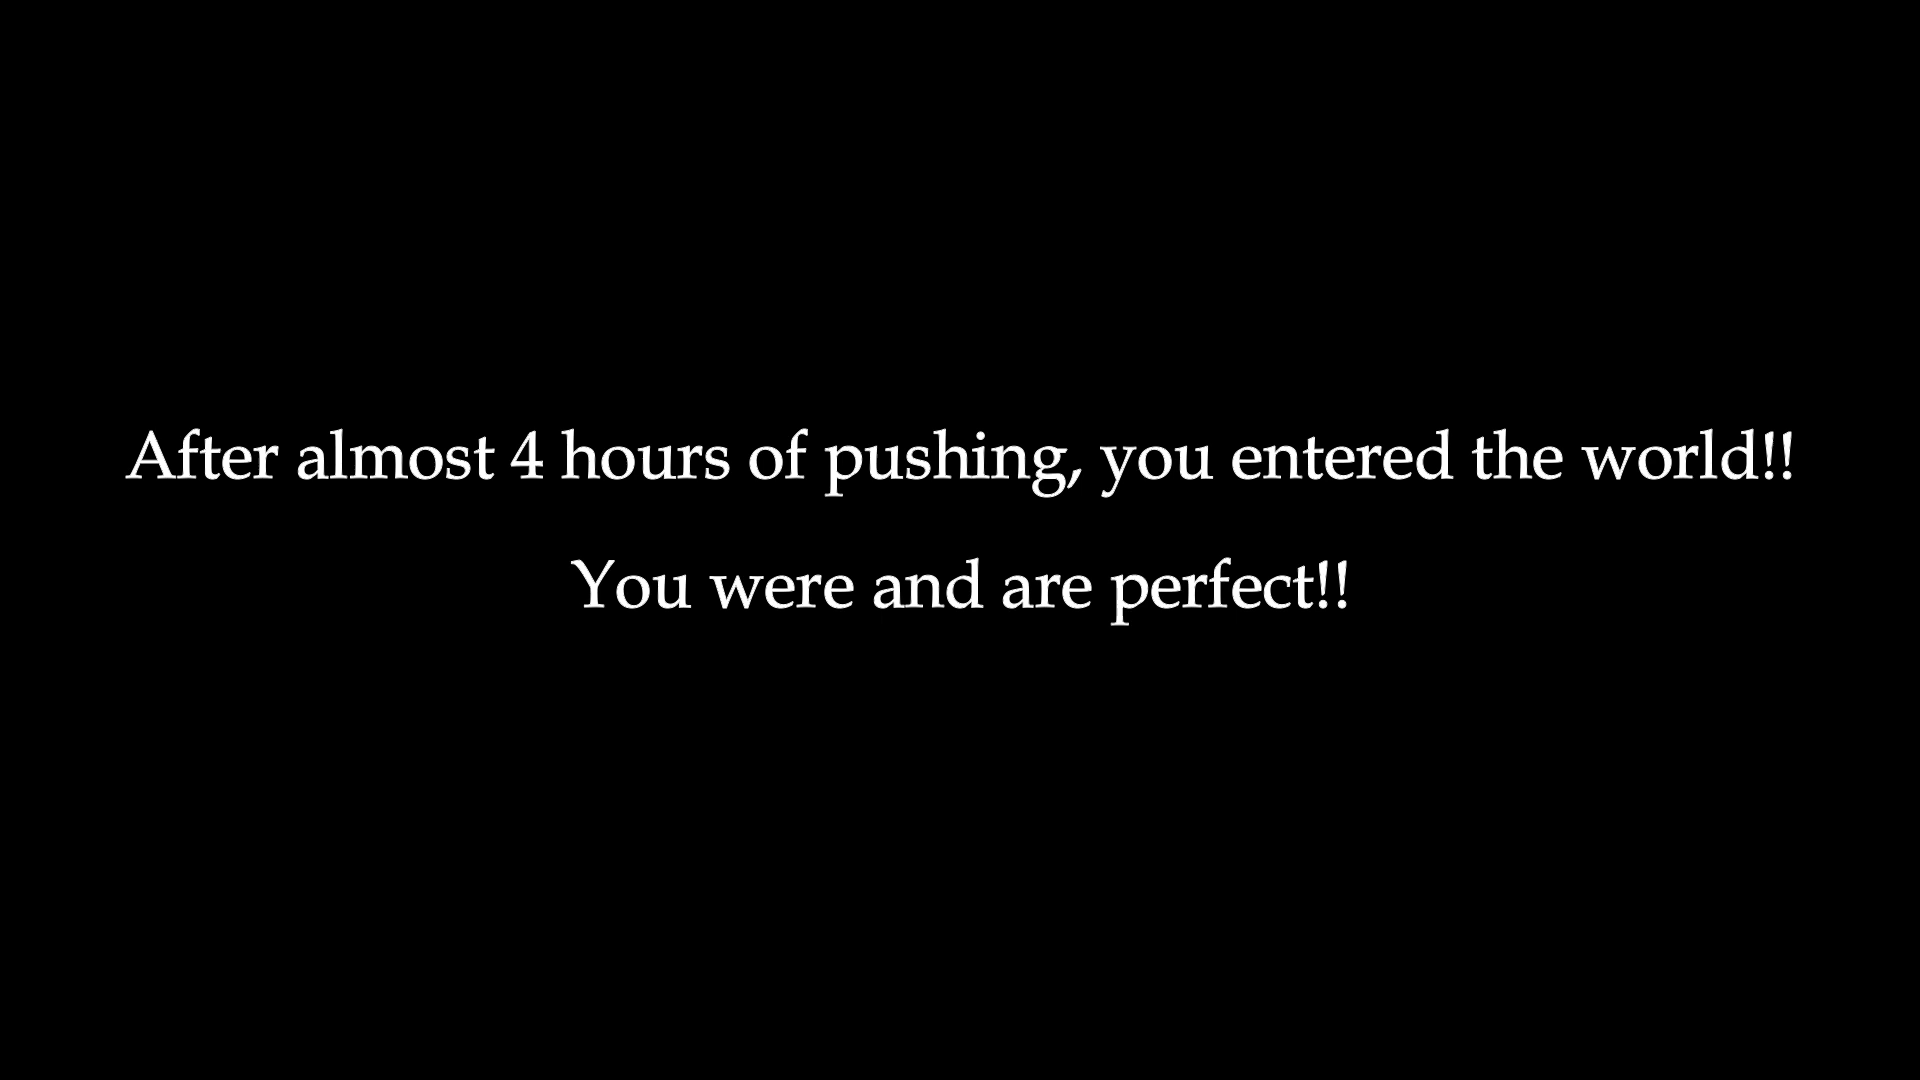 After almost 4 hours of pushing, you entered the world!!
You were and are perfect!!